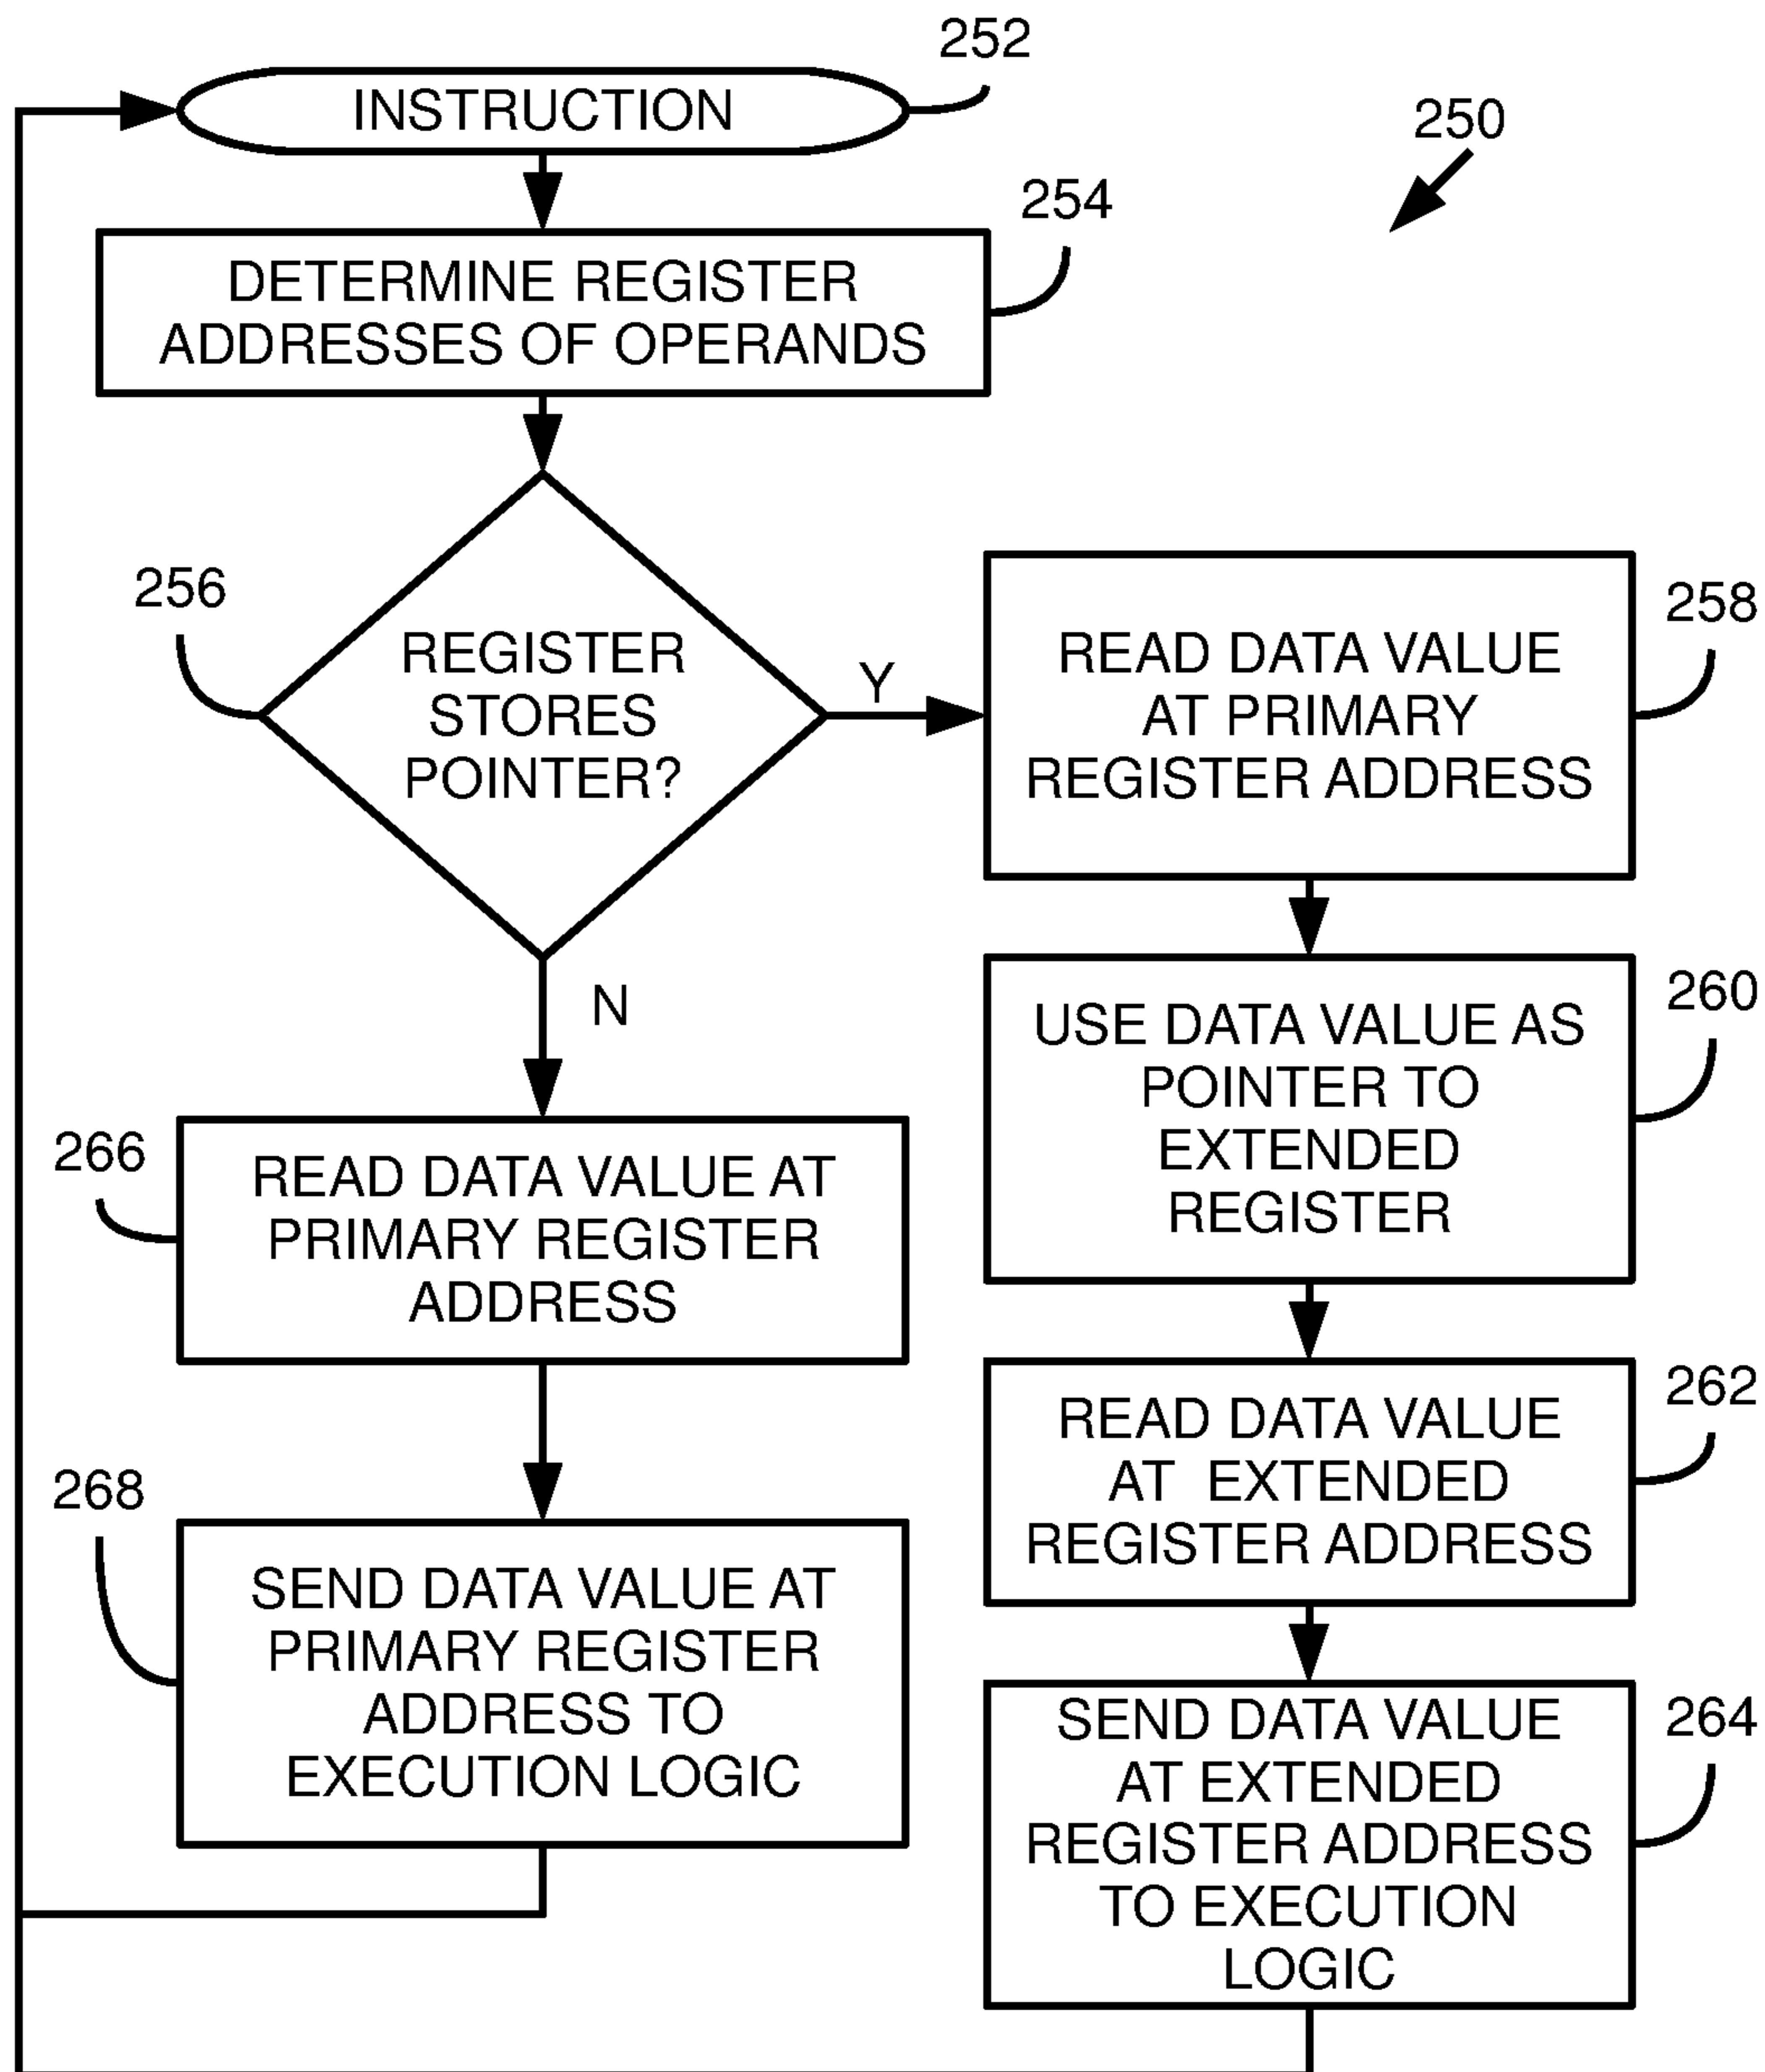 252
INSTRUCTION
250
254
DETERMINE REGISTER
ADDRESSES OF OPERANDS
256
REGISTER
STORES
POINTER?
Y
N
258
READ DATA VALUE
AT PRIMARY
REGISTER ADDRESS
260
USE DATA VALUE AS
POINTER TO
EXTENDED
REGISTER
262
READ DATA VALUE
AT EXTENDED
REGISTER ADDRESS
264
SEND DATA VALUE
AT EXTENDED
REGISTER ADDRESS
TO EXECUTION
LOGIC
266
READ DATA VALUE AT
PRIMARY REGISTER
ADDRESS
268
SEND DATA VALUE AT
PRIMARY REGISTER
ADDRESS TO
EXECUTION LOGIC